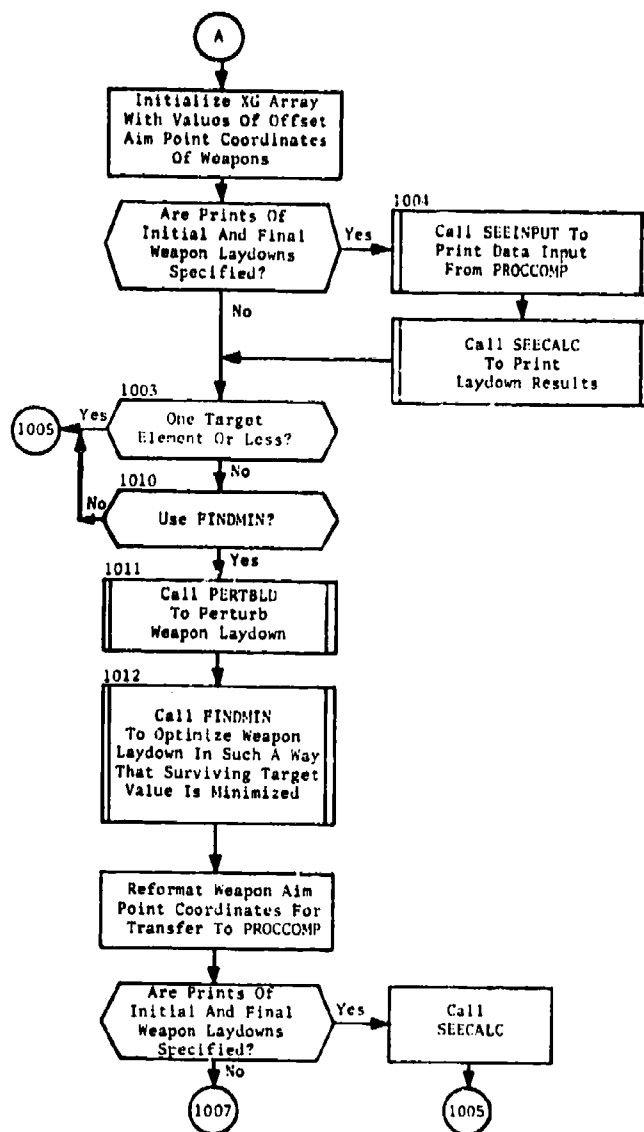 A
Initialize XG Array
With Values Of Offset
Aim Point Coordinates
Of Weapons
Are Prints Of
Initial And Final
Weapon Laydowns
Specified?
Yes
1004
Call SEEINPUT To
Print Data Input
From PROCCOMP
No
Call SEECALC
To Print
Laydown Results
1003
One Target
Element Or Less?
Yes
1005
No
1010
Use FINDMIN?
No
Yes
1011
Call PERTBLD
To Perturb
Weapon Laydown
1012
Call FINDMIN
To Optimize Weapon
Laydown In Such A Way
That Surviving Target
Value Is Minimized
Reformat Weapon Aim
Point Coordinates For
Transfer To PROCCOMP
Are Prints Of
Initial And Final
Weapon Laydowns
Specified?
Yes
Call
SEECALC
No
1007
1005